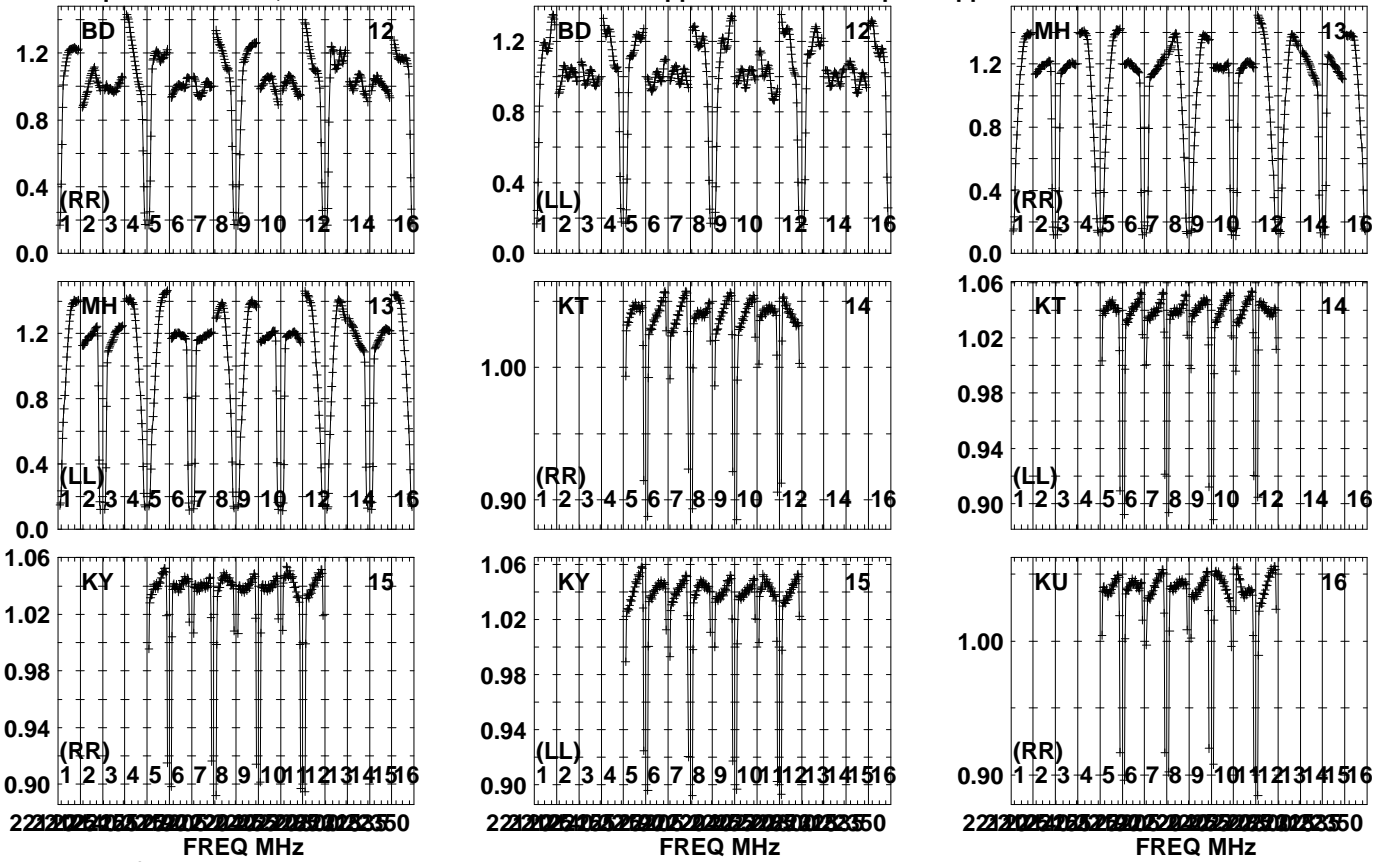 BD 12
1.2
0.8
0.4
0.0
(RR)
1 2 3 4 5 6 7 8 9 10 12 14 16
BD 12
1.2
0.8
0.4
0.0
(LL)
1 2 3 4 5 6 7 8 9 10 12 14 16
MH 13
1.2
0.8
0.4
0.0
(RR)
1 2 3 4 5 6 7 8 9 10 12 14 16
MH 13
1.2
0.8
0.4
0.0
(LL)
1 2 3 4 5 6 7 8 9 10 12 14 16
KT 14
1.00
0.90
(RR)
1 2 3 4 5 6 7 8 9 10 12 14 16
KT 14
1.06
1.02
0.98
0.94
0.90
(LL)
1 2 3 4 5 6 7 8 9 10 12 14 16
KY 15
1.06
1.02
0.98
0.94
0.90
(RR)
1 2 3 4 5 6 7 8 9 10 11 12 13 14 15 16
KY 15
1.06
1.02
0.98
0.94
0.90
(LL)
1 2 3 4 5 6 7 8 9 10 11 12 13 14 15 16
KU 16
1.00
0.90
(RR)
1 2 3 4 5 6 7 8 9 10 11 12 13 14 15 16
FREQ MHz
FREQ MHz
FREQ MHz